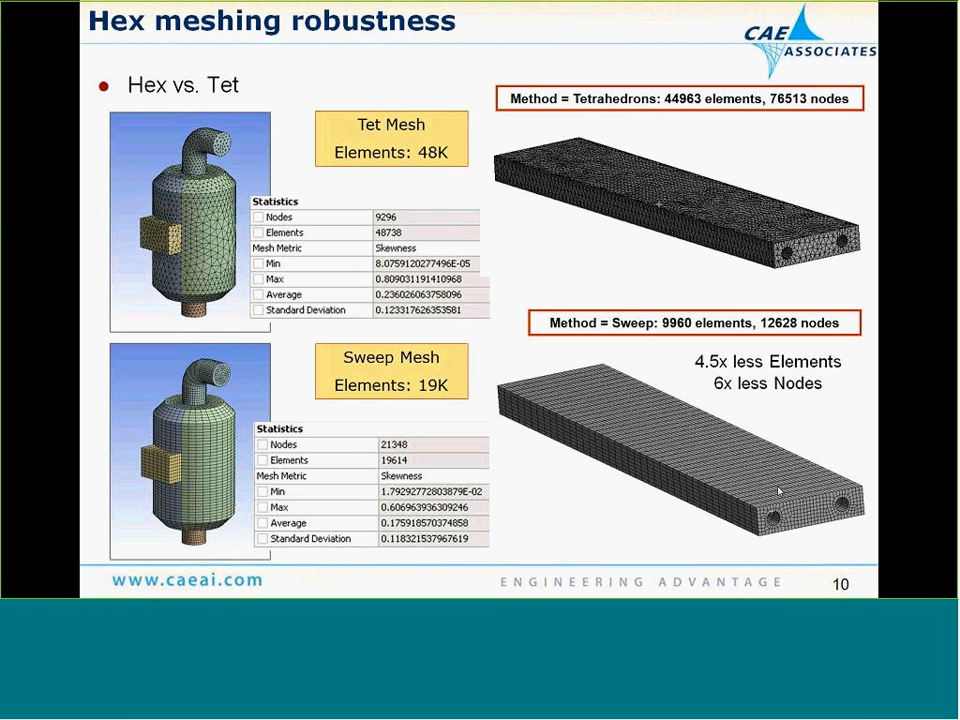 Hex meshing robustness
CAE
ASSOCIATES
Hex vs. Tet
Tet Mesh
Elements: 48K
Statistics
Nodes 9296
Elements 48738
Mesh Metric Skewness
Min 8.0759120277496E-05
Max 0.809031191410968
Average 0.236026063758096
Standard Deviation 0.123317626353581
Method = Tetrahedrons: 44963 elements, 76513 nodes
Sweep Mesh
Elements: 19K
Statistics
Nodes 21348
Elements 19614
Mesh Metric Skewness
Min 1.79292772803879E-02
Max 0.606963936309246
Average 0.175918570374858
Standard Deviation 0.118321537967619
Method = Sweep: 9960 elements, 12628 nodes
4.5x less Elements
6x less Nodes
www.caeai.com
ENGINEERING ADVANTAGE
10